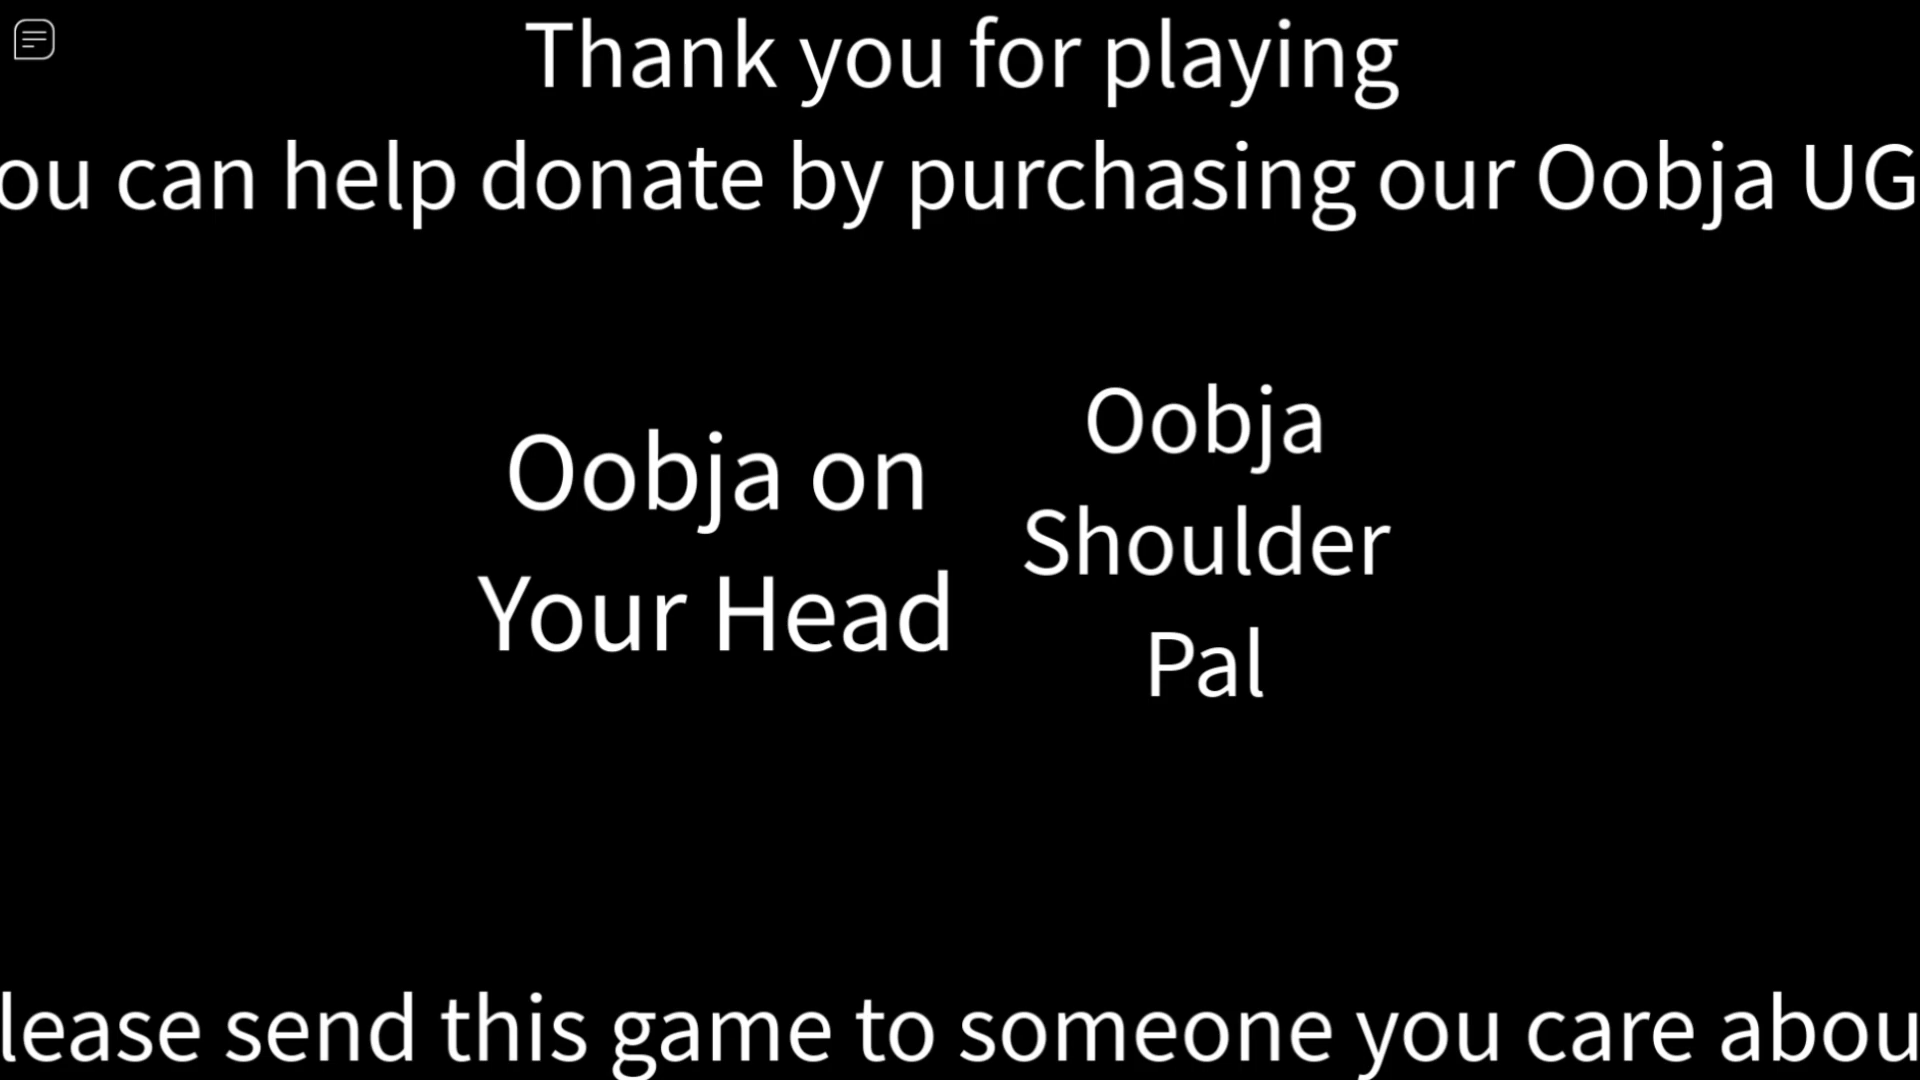 Thank you for playing
ou can help donate by purchasing our Oobja UG
Oobja on
Your Head
Oobja
Shoulder
Pal
lease send this game to someone you care abou